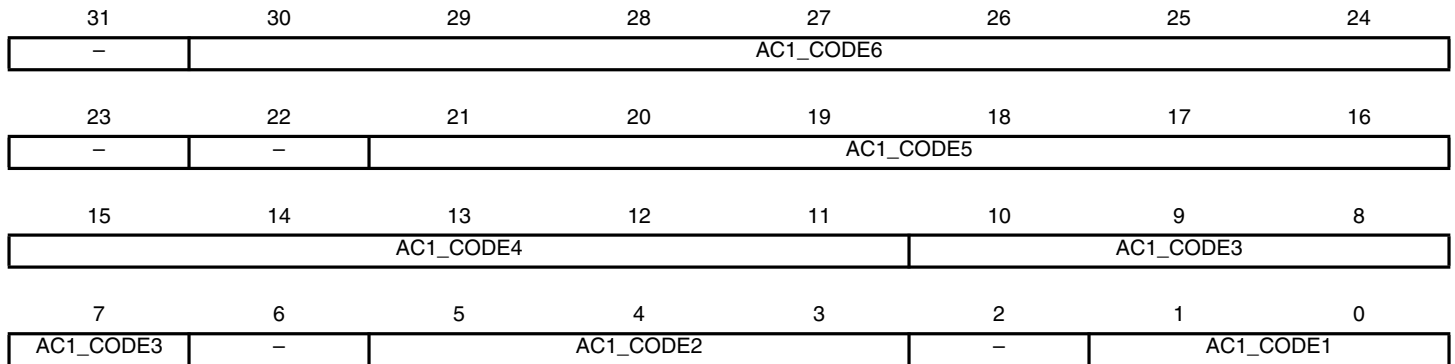 31 30 29 28 27 26 25 24
– AC1_CODE6
23 22 21 20 19 18 17 16
– – AC1_CODE5
15 14 13 12 11 10 9 8
AC1_CODE4 AC1_CODE3
7 6 5 4 3 2 1 0
AC1_CODE3 – AC1_CODE2 – AC1_CODE1